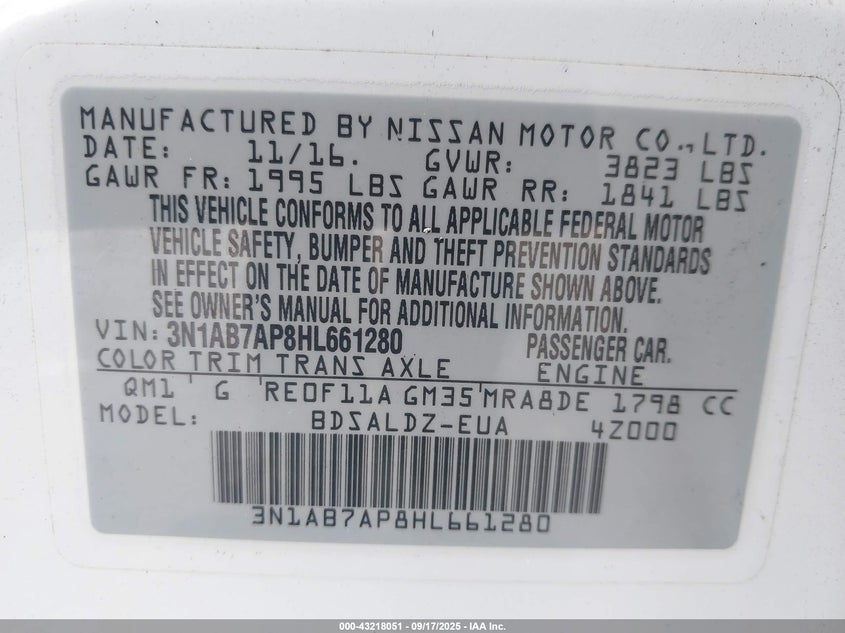 MANUFACTURED BY NISSAN MOTOR CO.,LTD.
DATE: 11/16. GVWR: 3823 LBS
GAWR FR: 1995 LBS GAWR RR: 1841 LBS
THIS VEHICLE CONFORMS TO ALL APPLICABLE FEDERAL MOTOR
VEHICLE SAFETY, BUMPER AND THEFT PREVENTION STANDARDS
IN EFFECT ON THE DATE OF MANUFACTURE SHOWN ABOVE.
SEE OWNER'S MANUAL FOR ADDITIONAL INFORMATION.
VIN: 3N1AB7AP8HL661280 PASSENGER CAR.
COLOR TRIM TRANS AXLE ENGINE
QM1 G RE0F11A GM35 MRA8DE 1798 CC
MODEL: BDSALDZ-EUA 4Z000
3N1AB7AP8HL661280
000-43218051 - 09/17/2025 - IAA Inc.